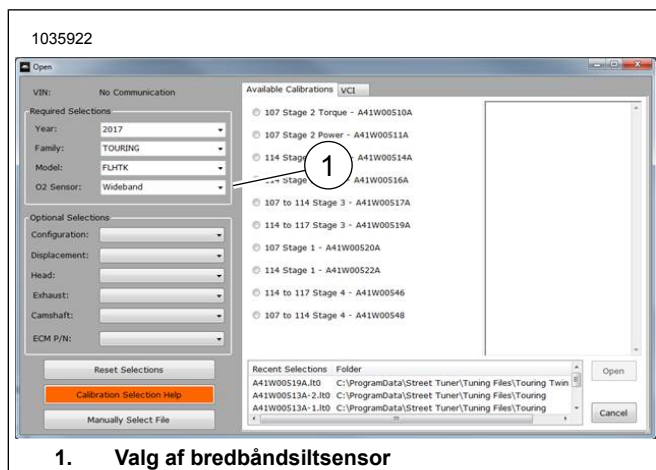 1035922
Open
VIN: No Communication
Required Selections
Year: 2017
Family: TOURING
Model: FLHTK
O2 Sensor: Wideband
Optional Selections
Configuration:
Displacement:
Head:
Exhaust:
Camshaft:
ECM P/N:
Reset Selections
Calibration Selection Help
Manually Select File
Available Calibrations VCI
107 Stage 2 Torque - A41W00510A
107 Stage 2 Power - A41W00511A
114 Stage - A41W00514A
Stage A41W00516A
107 to 114 Stage 3 - A41W00517A
114 to 117 Stage 3 - A41W00519A
107 Stage 1 - A41W00520A
114 Stage 1 - A41W00522A
114 to 117 Stage 4 - A41W00546
107 to 114 Stage 4 - A41W00548
1
Recent Selections Folder
A41W00519A.lt0 C:\ProgramData\Street Tuner\Tuning Files\Touring Twin
A41W00513A-2.lt0 C:\ProgramData\Street Tuner\Tuning Files\Touring
A41W00513A-1.lt0 C:\ProgramData\Street Tuner\Tuning Files\Touring
Open
Cancel
1. Valg af bredbåndsiltsensor